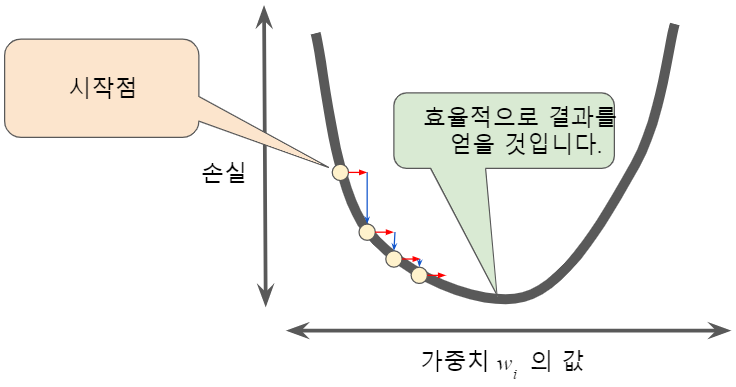 시작점
효율적으로 결과를
얻을 것입니다.
손실
가중치 wᵢ 의 값